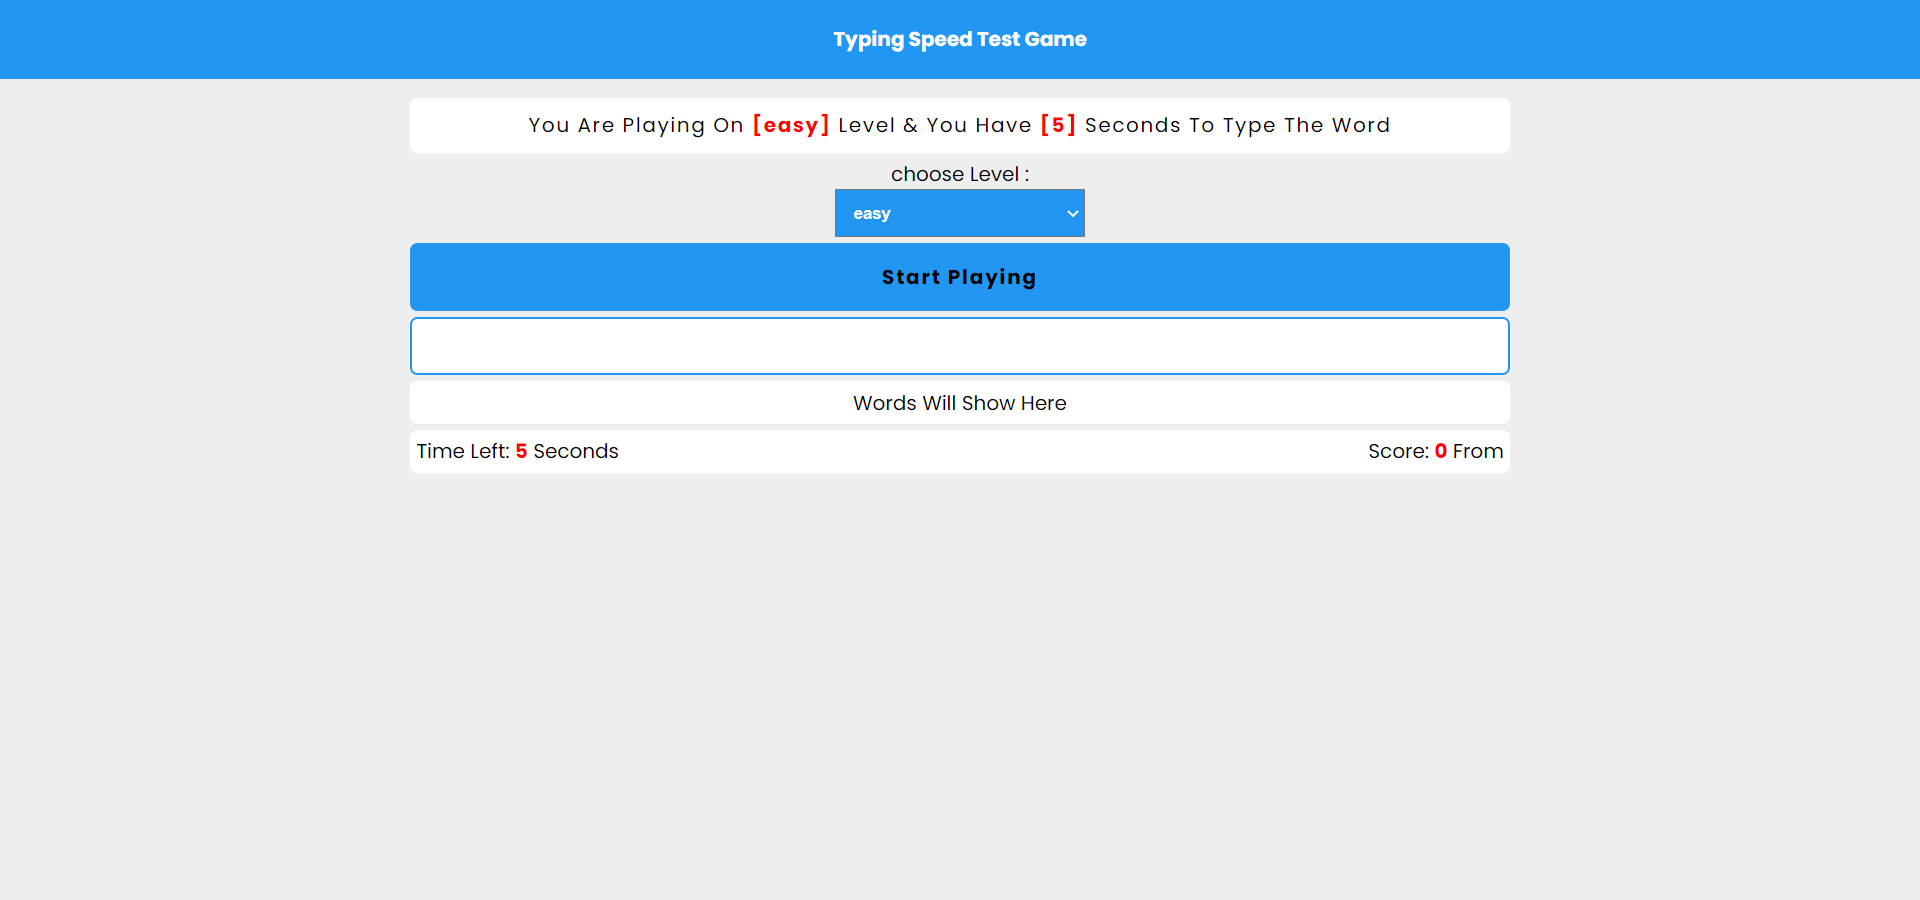 Typing Speed Test Game
You Are Playing On [easy] Level & You Have [5] Seconds To Type The Word
choose Level :
easy
Start Playing
Words Will Show Here
Time Left: 5 Seconds
Score: 0 From